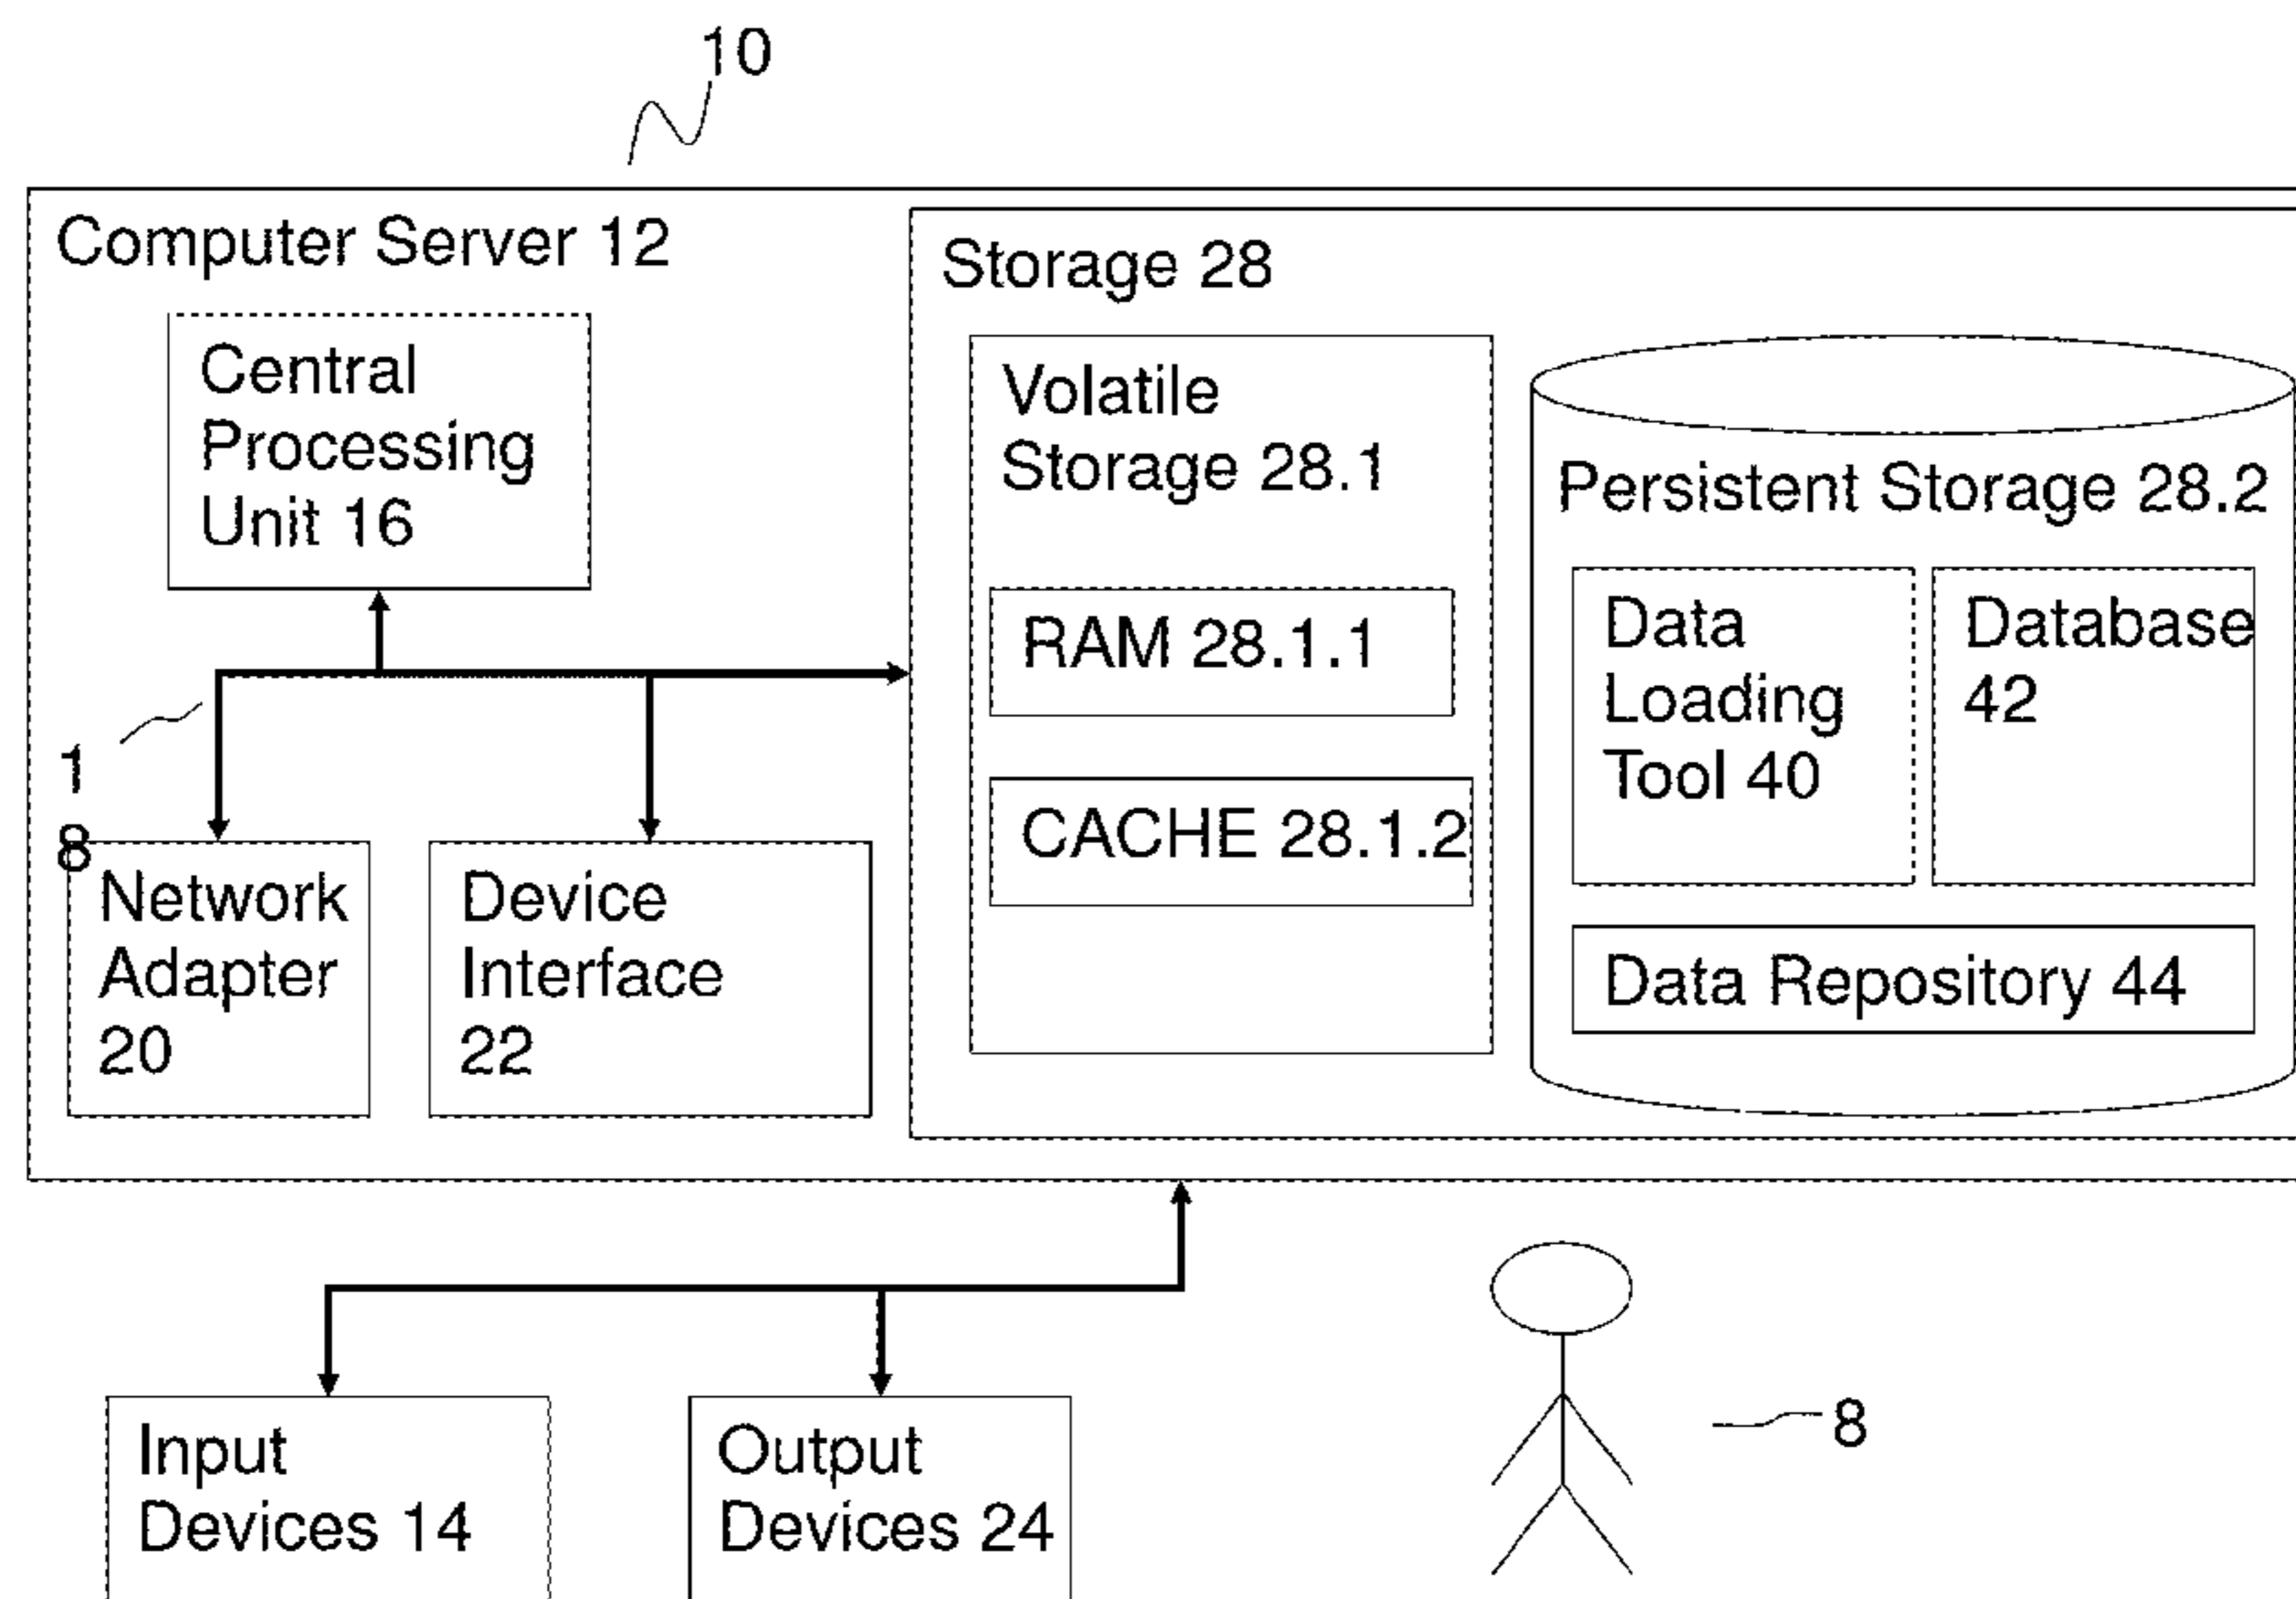 10
Computer Server 12
Central
Processing
Unit 16
1
8
Network
Adapter
20
Device
Interface
22
Storage 28
Volatile
Storage 28.1
RAM 28.1.1
CACHE 28.1.2
Persistent Storage 28.2
Data
Loading
Tool 40
Database
42
Data Repository 44
Input
Devices 14
Output
Devices 24
8